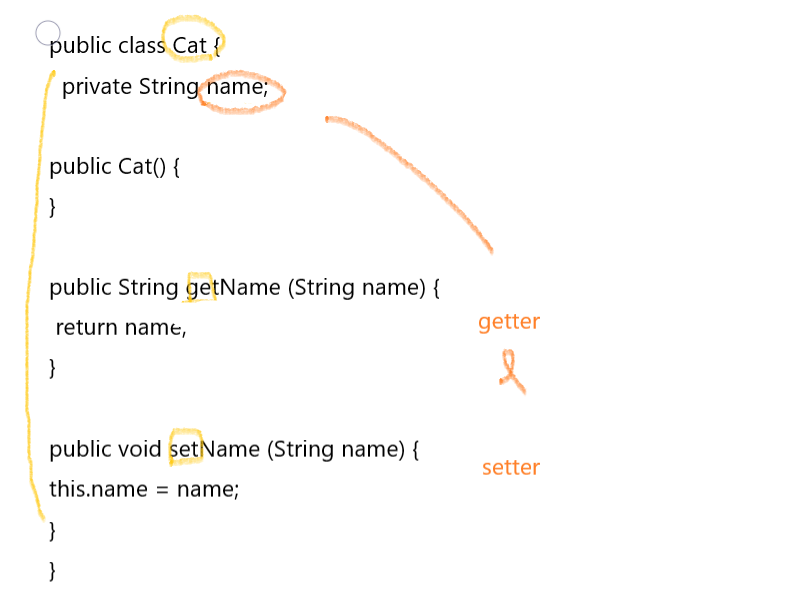 public class Cat {
private String name;
public Cat() {
}
public String getName (String name) {
return name,
}
getter
&
public void setName (String name) {
setter
this.name = name;
}
}